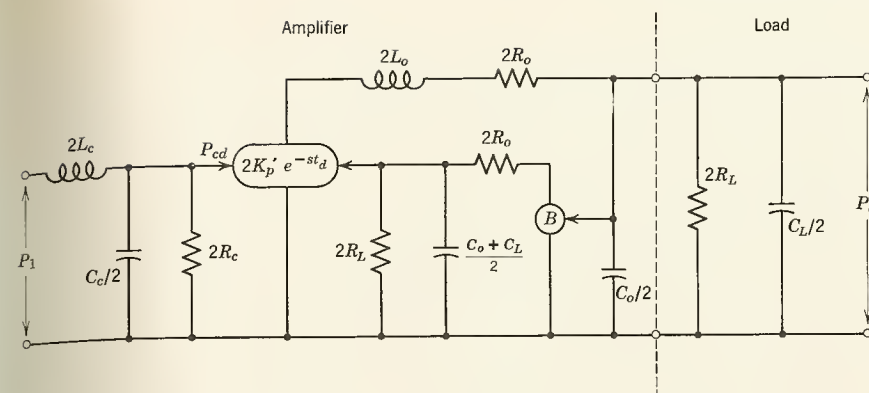 Amplifier
Load
2L_o
2R_o
2L_c
P_cd
2K_p′ e^{−st_d}
2R_o
B
2R_L
P_1
C_c/2
2R_c
2R_L
C_o + C_L
2
C_o/2
C_L/2